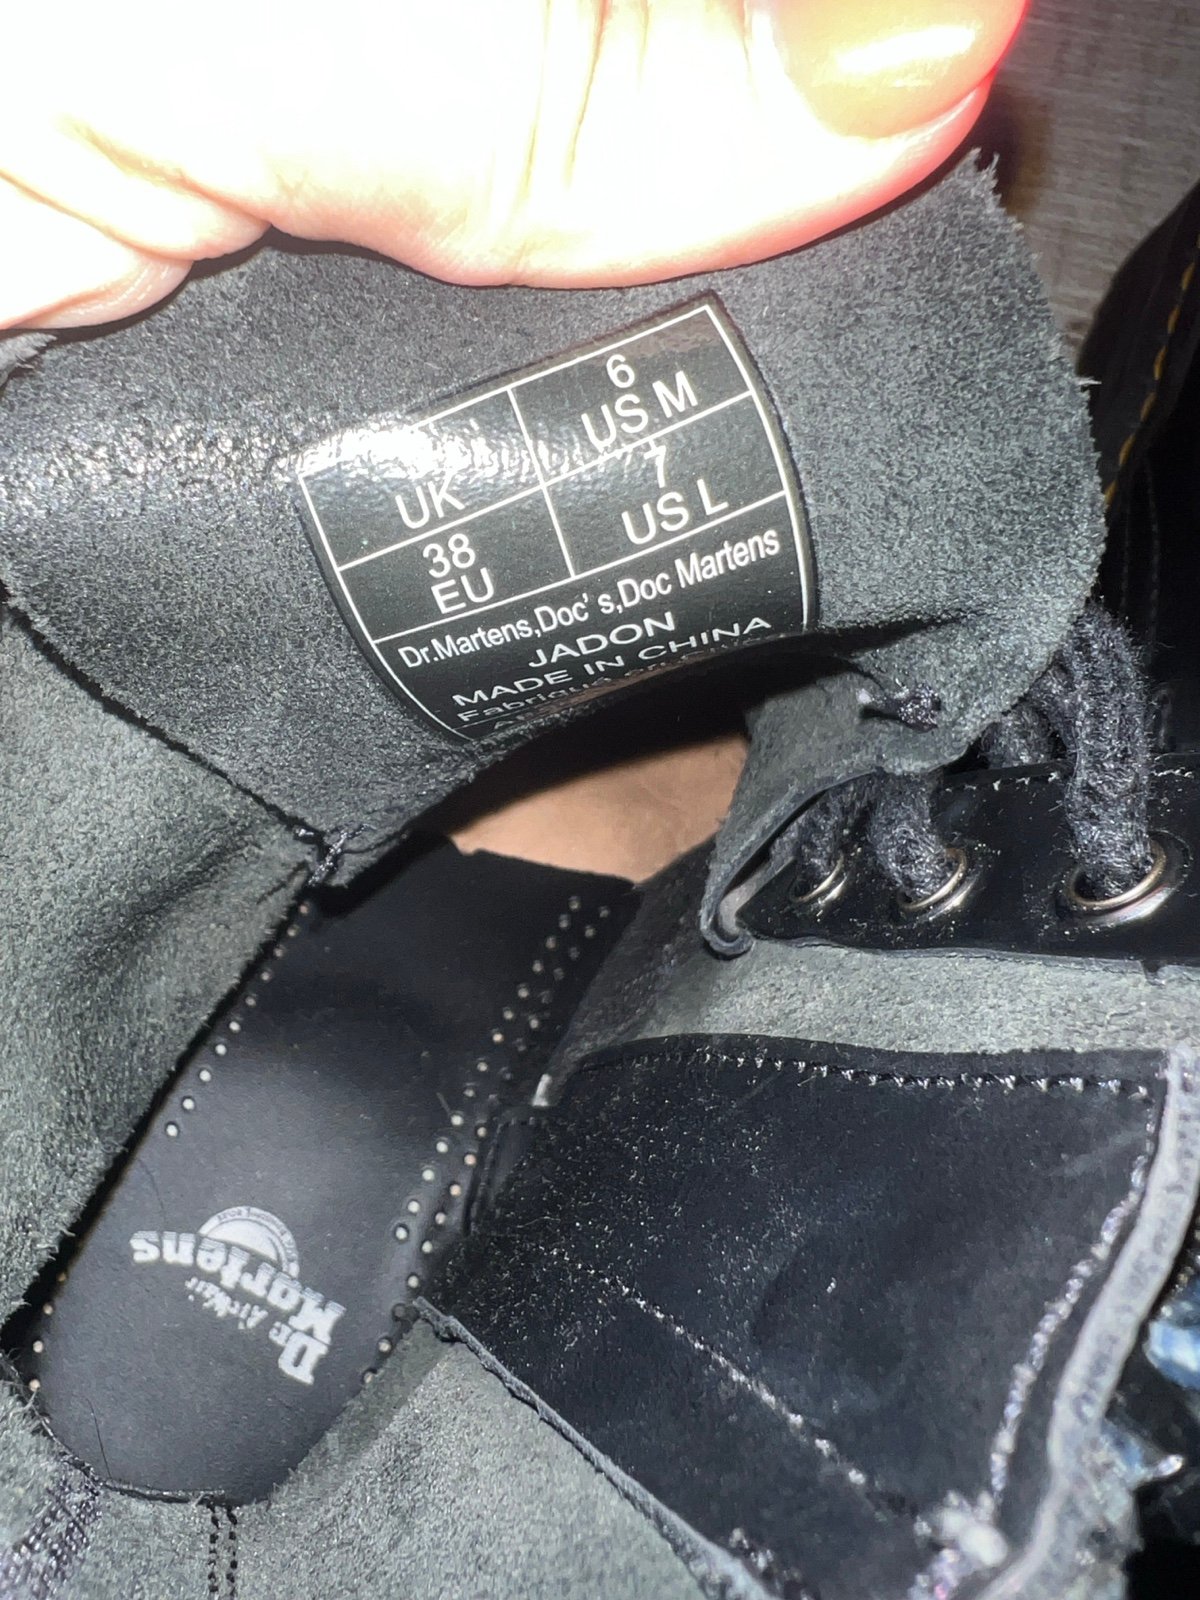 UK
6
US M
38
EU
7
US L
Dr.Martens,Doc's,Doc Martens
JADON
MADE IN CHINA
Dr.
Martens